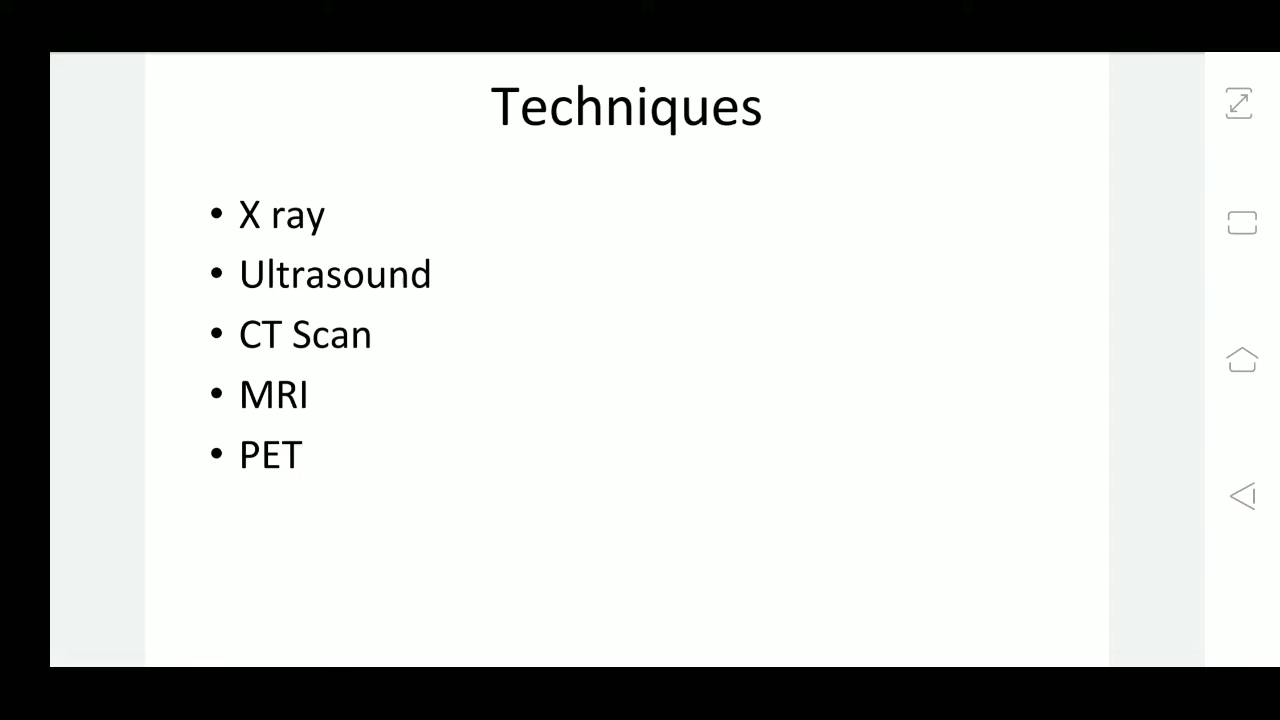 Techniques
• X ray
• Ultrasound
• CT Scan
• MRI
• PET